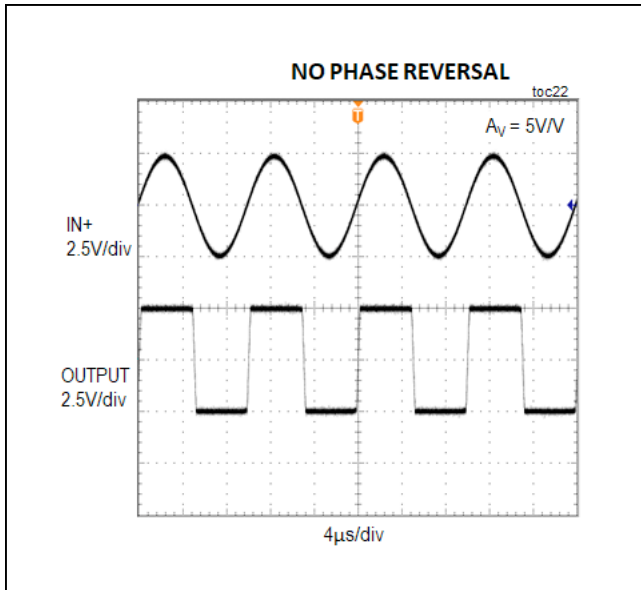 NO PHASE REVERSAL
toc22
T
AV = 5V/V
IN+
2.5V/div
OUTPUT
2.5V/div
4µs/div